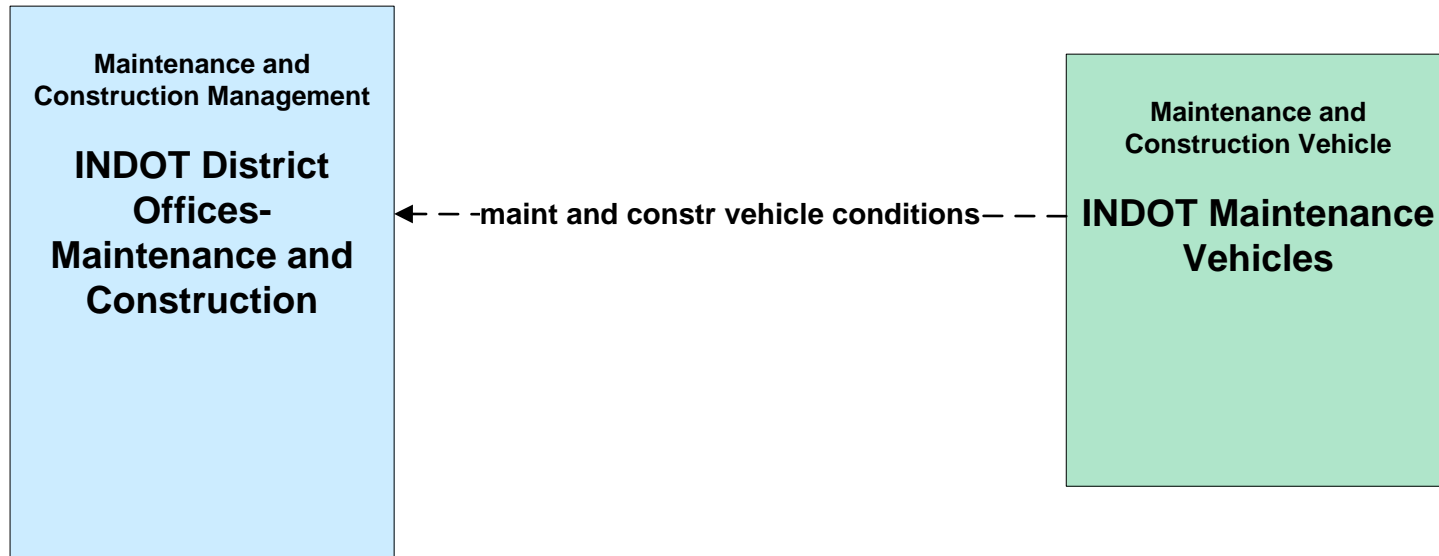 Maintenance and
Construction Management
INDOT District
Offices-
Maintenance and
Construction
maint and constr vehicle conditions
Maintenance and
Construction Vehicle
INDOT Maintenance
Vehicles